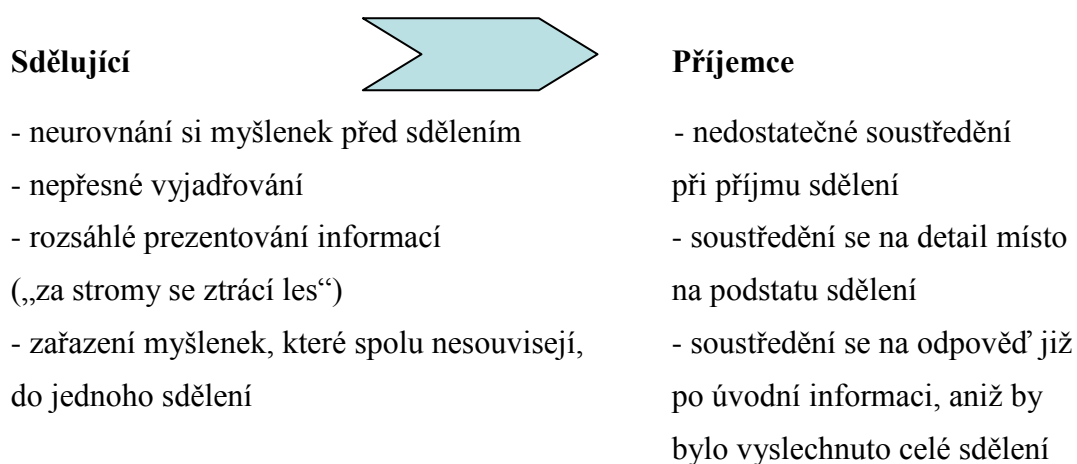 Sdělující
- neurovnání si myšlenek před sdělením
- nepřesné vyjadřování
- rozsáhlé prezentování informací
(„za stromy se ztrácí les“)
- zařazení myšlenek, které spolu nesouvisejí,
do jednoho sdělení
Příjemce
- nedostatečné soustředění
při příjmu sdělení
- soustředění se na detail místo
na podstatu sdělení
- soustředění se na odpověď již
po úvodní informaci, aniž by
bylo vyslechnuto celé sdělení